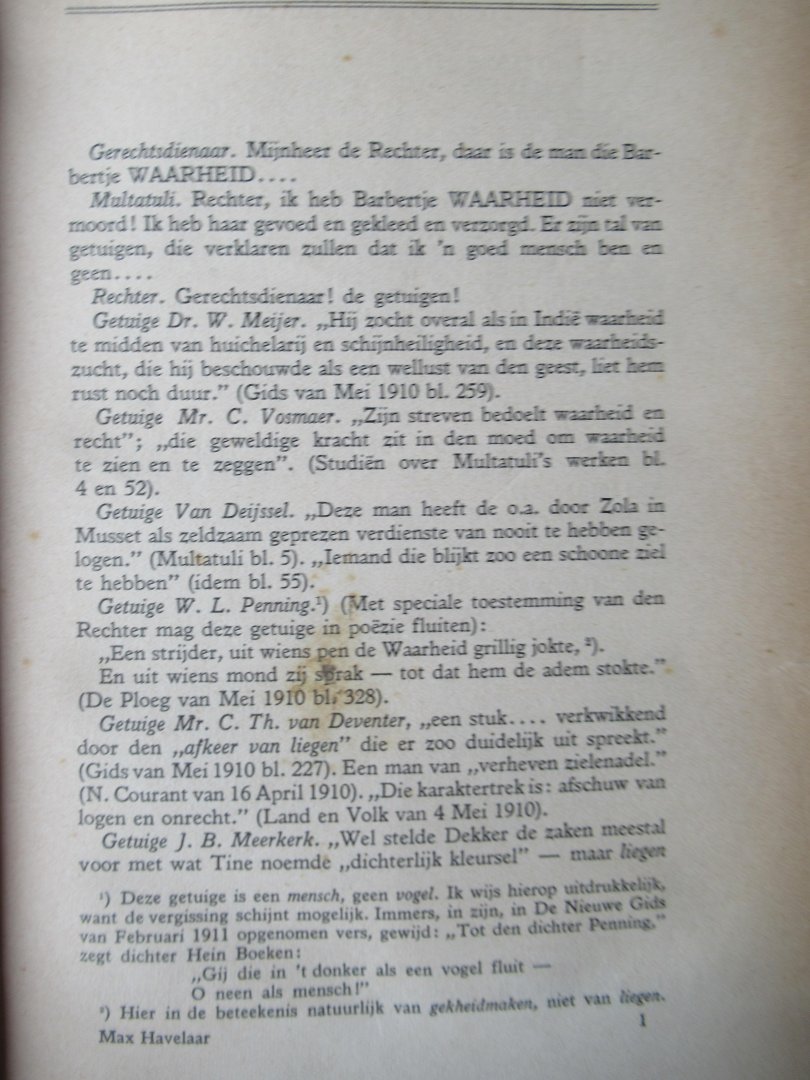 Gerechtsdienaar. Mijnheer de Rechter, daar is de man die Bar-
bertje WAARHEID....
Multatuli. Rechter, ik heb Barbertje WAARHEID niet ver-
moord! Ik heb haar gevoed en gekleed en verzorgd. Er zijn tal van
getuigen, die verklaren zullen dat ik 'n goed mensch ben en
geen....
Rechter. Gerechtsdienaar! de getuigen!
Getuige Dr. W. Meijer. „Hij zocht overal als in Indië waarheid
te midden van huichelarij en schijnheiligheid, en deze waarheids-
zucht, die hij beschouwde als een wellust van den geest, liet hem
rust noch duur.” (Gids van Mei 1910 bl. 259).
Getuige Mr. C. Vosmaer. „Zijn streven bedoelt waarheid en
recht”; „die geweldige kracht zit in den moed om waarheid
te zien en te zeggen”. (Studiën over Multatuli's werken bl.
4 en 52).
Getuige Van Deijssel. „Deze man heeft de o.a. door Zola in
Musset als zeldzaam geprezen verdienste van nooit te hebben ge-
logen.” (Multatuli bl. 5). „Iemand die blijkt zoo een schoone ziel
te hebben” (idem bl. 55).
Getuige W. L. Penning.¹) (Met speciale toestemming van den
Rechter mag deze getuige in poëzie fluiten):
„Een strijder, uit wiens pen de Waarheid grillig jokte, ²).
En uit wiens mond zij sprak — tot dat hem de adem stokte.”
(De Ploeg van Mei 1910 bl. 328).
Getuige Mr. C. Th. van Deventer, „een stuk.... verkwikkend
door den „afkeer van liegen” die er zoo duidelijk uit spreekt.”
(Gids van Mei 1910 bl. 227). Een man van „verheven zielenadel.”
(N. Courant van 16 April 1910). „Die karaktertrek is: afschuw van
logen en onrecht.” (Land en Volk van 4 Mei 1910).
Getuige J. B. Meerkerk. „Wel stelde Dekker de zaken meestal
voor met wat Tine noemde „dichterlijk kleursel” — maar liegen
¹) Deze getuige is een mensch, geen vogel. Ik wijs hierop uitdrukkelijk,
want de vergissing schijnt mogelijk. Immers, in zijn, in De Nieuwe Gids
van Februari 1911 opgenomen vers, gewijd: „Tot den dichter Penning,”
zegt dichter Hein Boeken:
„Gij die in 't donker als een vogel fluit —
O neen als mensch!”
²) Hier in de beteekenis natuurlijk van gekheidmaken, niet van liegen.
Max Havelaar
1